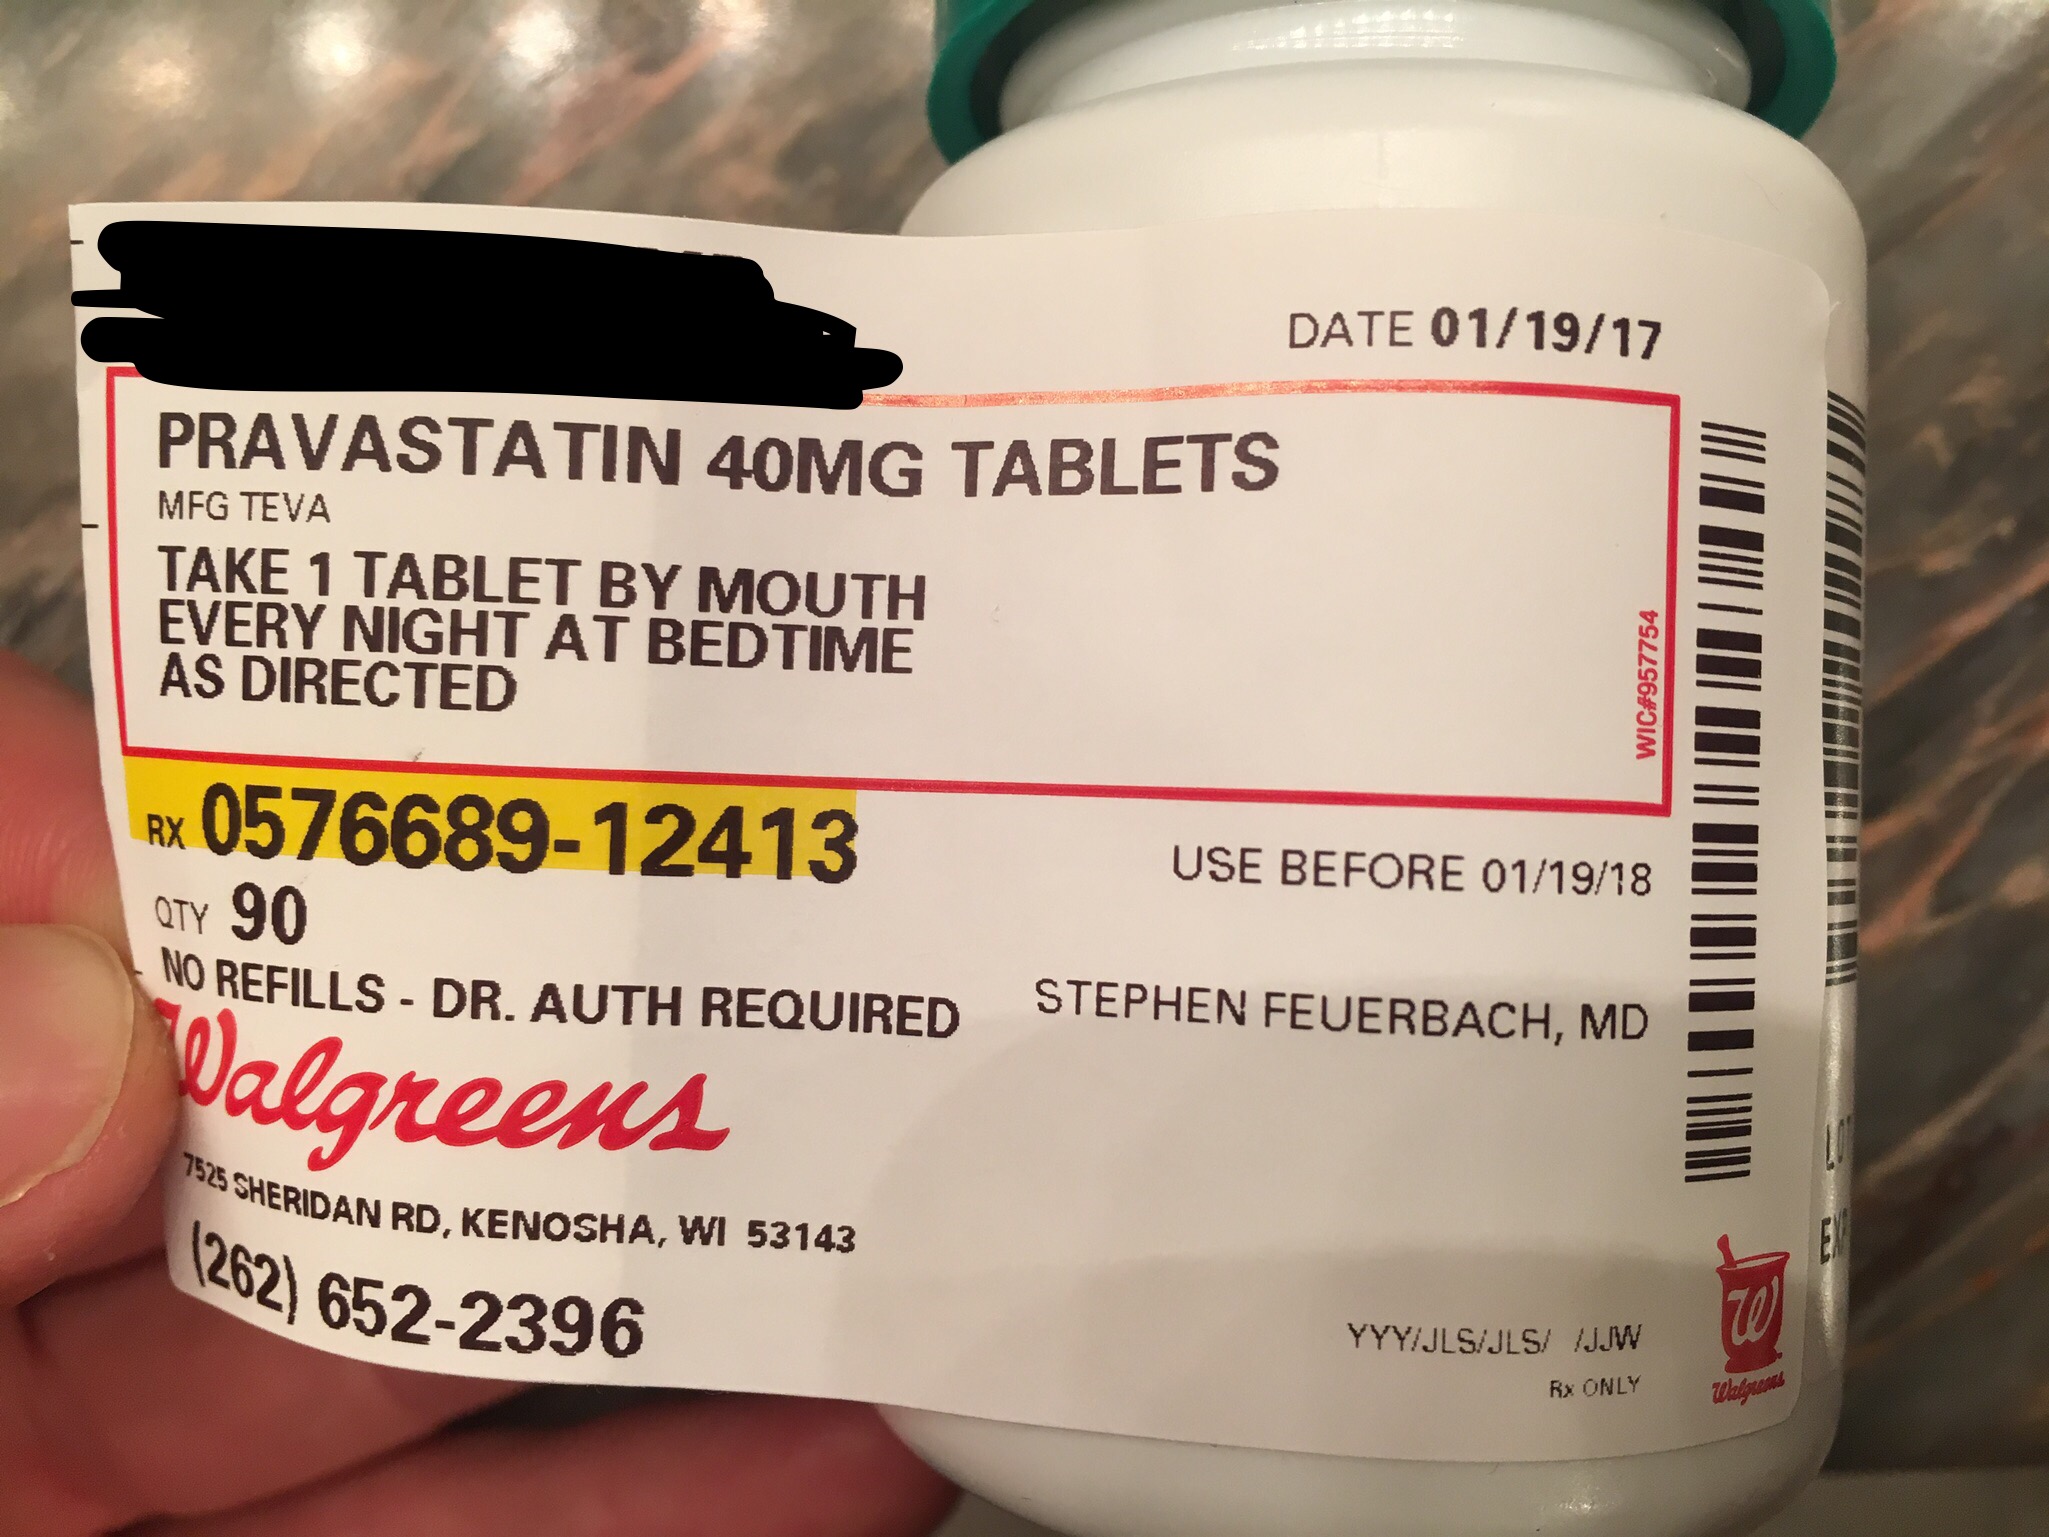 DATE 01/19/17
PRAVASTATIN 40MG TABLETS
MFG TEVA
TAKE 1 TABLET BY MOUTH
EVERY NIGHT AT BEDTIME
AS DIRECTED
WIC#957754
RX 0576689-12413
USE BEFORE 01/19/18
QTY 90
NO REFILLS - DR. AUTH REQUIRED
STEPHEN FEUERBACH, MD
Walgreens
7525 SHERIDAN RD, KENOSHA, WI 53143
(262) 652-2396
YYY/JLS/JLS/ /JJW
Rx ONLY
W
Walgreens
LOT
EXP